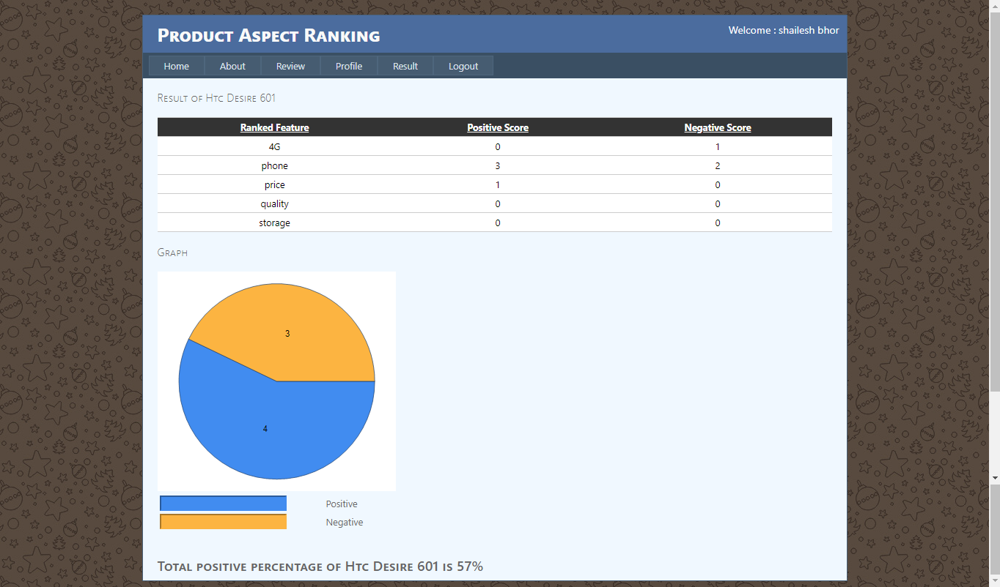 Product Aspect Ranking
Welcome : shailesh bhor
Home About Review Profile Result Logout
Result of Htc Desire 601
Ranked Feature Positive Score Negative Score
4G 0 1
phone 3 2
price 1 0
quality 0 0
storage 0 0
Graph
3
4
Positive
Negative
Total positive percentage of Htc Desire 601 is 57%